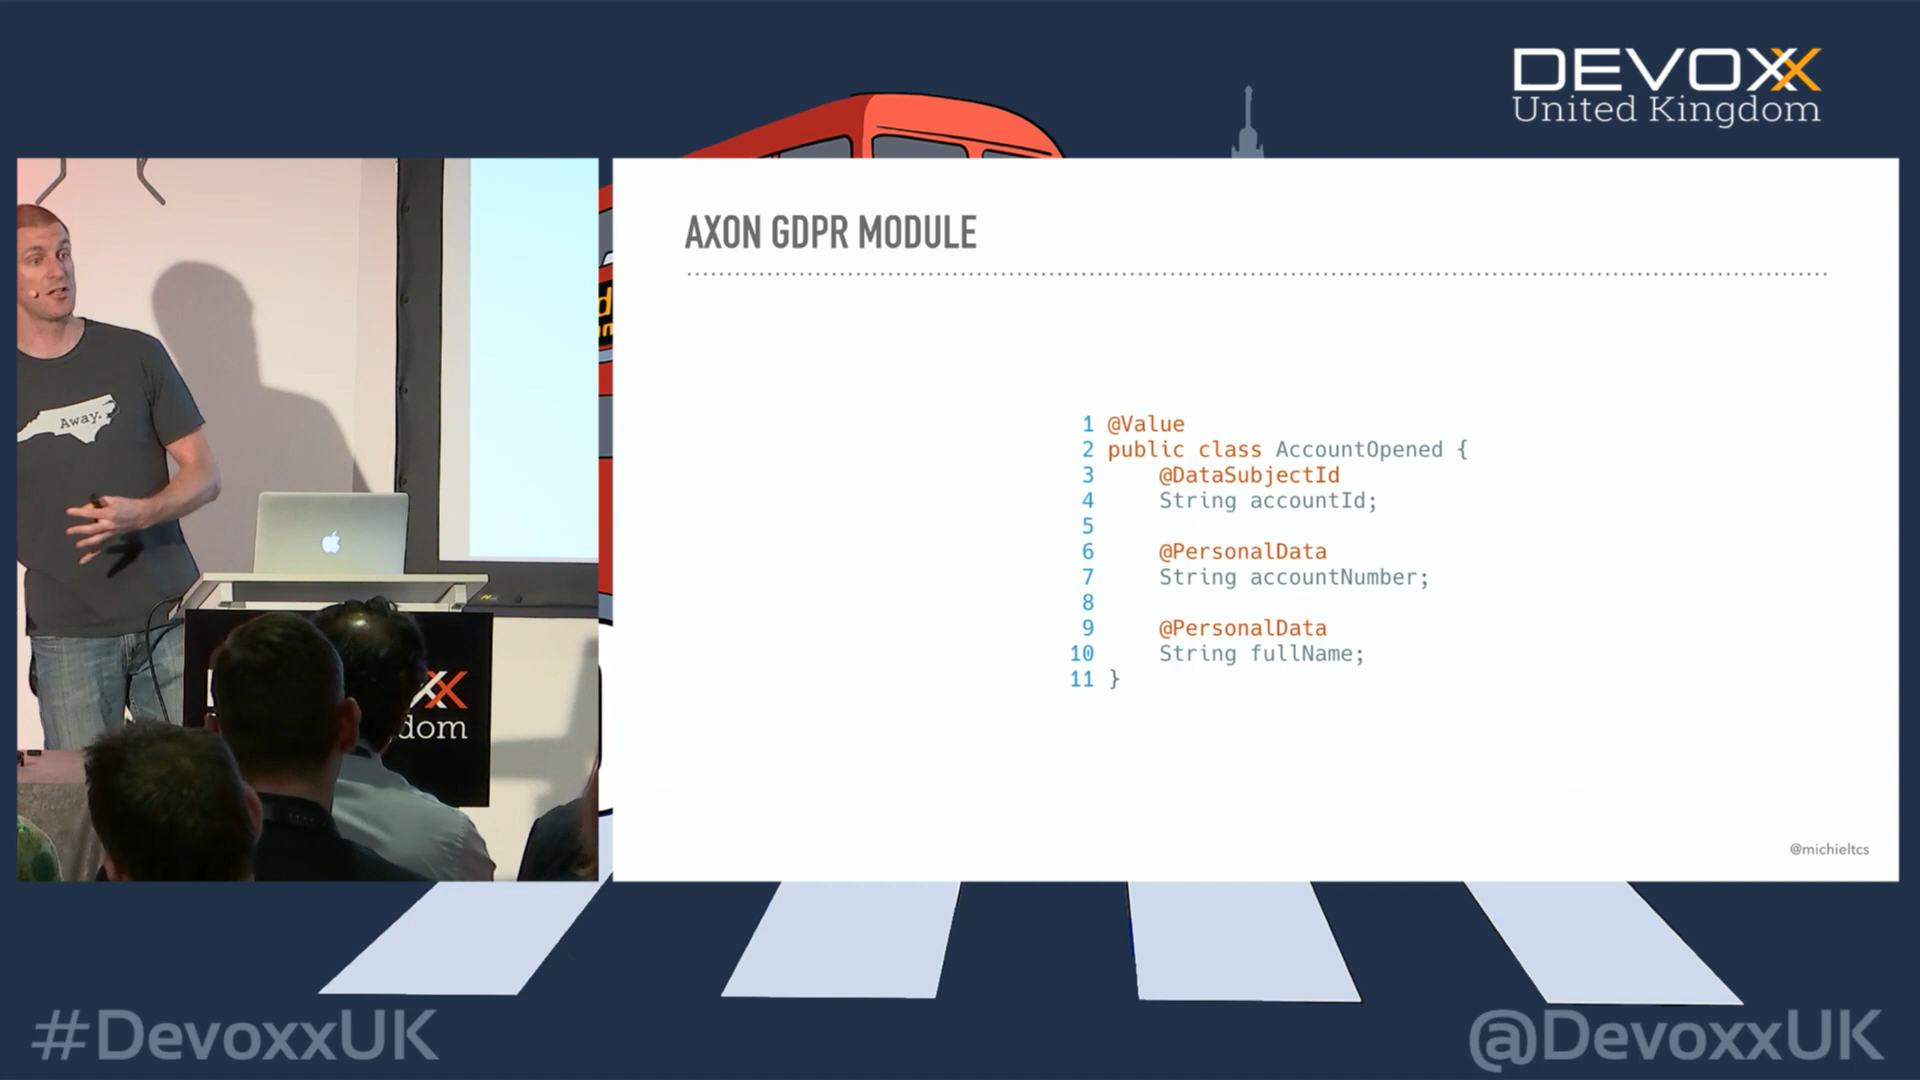 DEVOXX
United Kingdom
AXON GDPR MODULE
Away.
1 @Value
2 public class AccountOpened {
3 @DataSubjectId
4 String accountId;
5
6 @PersonalData
7 String accountNumber;
8
9 @PersonalData
10 String fullName;
11 }
dom
@michieltcs
#DevoxxUK
@DevoxxUK